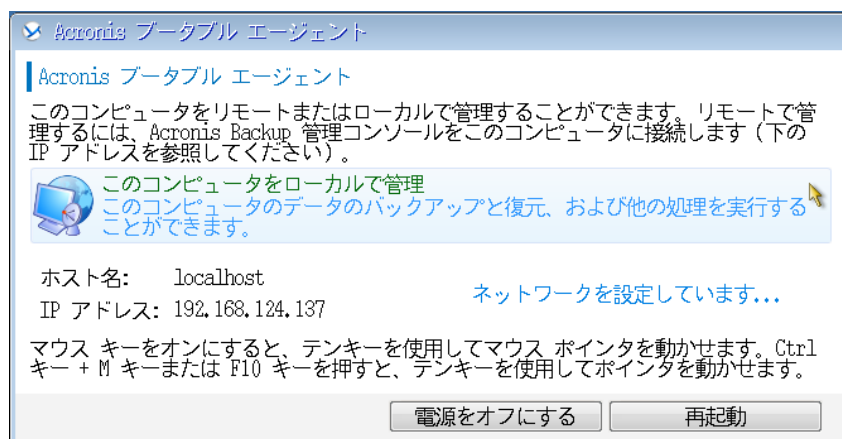 Acronis ブータブル エージェント
Acronis ブータブル エージェント
このコンピュータをリモートまたはローカルで管理することができます。リモートで管
理するには、Acronis Backup 管理コンソールをこのコンピュータに接続します（下の
IP アドレスを参照してください）。
このコンピュータをローカルで管理
このコンピュータのデータのバックアップと復元、および他の処理を実行する
ことができます。
ホスト名: localhost
IP アドレス: 192.168.124.137
ネットワークを設定しています...
マウス キーをオンにすると、テンキーを使用してマウス ポインタを動かせます。Ctrl
キー + M キーまたは F10 キーを押すと、テンキーを使用してポインタを動かせます。
電源をオフにする 再起動